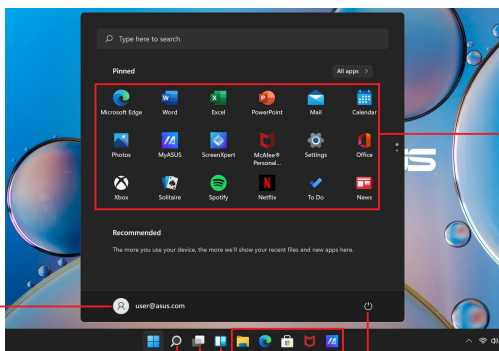 Type here to search
Pinned
All apps >
Microsoft Edge Word Excel PowerPoint Mail Calendar
Photos MyASUS ScreenXpert McAfee® Personal... Settings Office
Xbox Solitaire Spotify Netflix To Do News
Recommended
The more you use your device, the more we'll show your recent files and new apps here.
user@asus.com